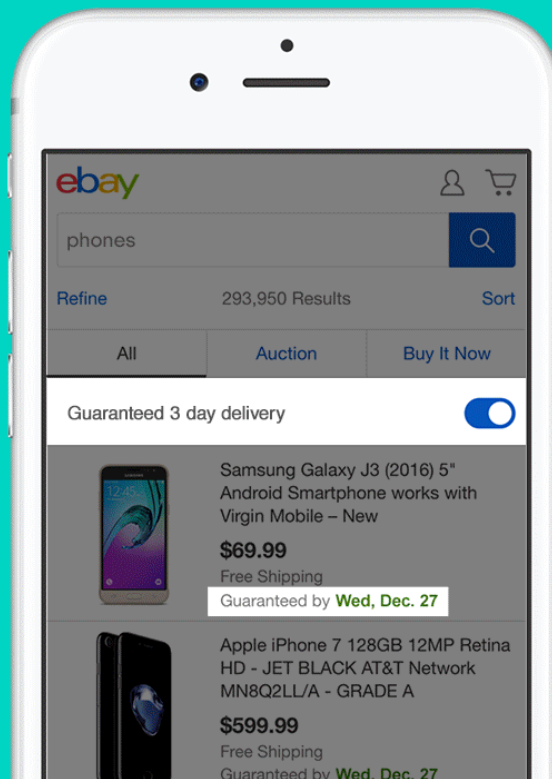 ebay
phones
Refine 293,950 Results Sort
All Auction Buy It Now
Guaranteed 3 day delivery
Samsung Galaxy J3 (2016) 5"
Android Smartphone works with
Virgin Mobile – New
$69.99
Free Shipping
Guaranteed by Wed, Dec. 27
Apple iPhone 7 128GB 12MP Retina
HD - JET BLACK AT&T Network
MN8Q2LL/A - GRADE A
$599.99
Free Shipping
Guaranteed by Wed, Dec. 27